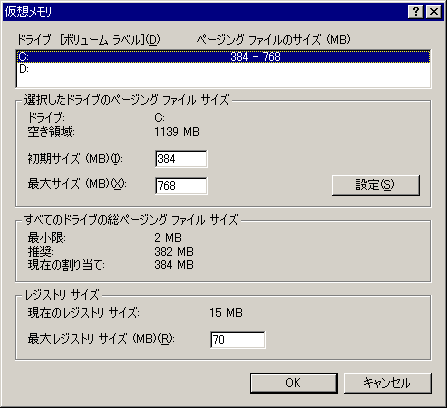 仮想メモリ
ドライブ [ボリューム ラベル](D) ページング ファイルのサイズ (MB)
C: 384 - 768
D:
選択したドライブのページング ファイル サイズ
ドライブ: C:
空き領域: 1139 MB
初期サイズ (MB)(I): 384
最大サイズ (MB)(X): 768
設定(S)
すべてのドライブの総ページング ファイル サイズ
最小限: 2 MB
推奨: 382 MB
現在の割り当て: 384 MB
レジストリ サイズ
現在のレジストリ サイズ: 15 MB
最大レジストリ サイズ (MB)(R): 70
OK キャンセル